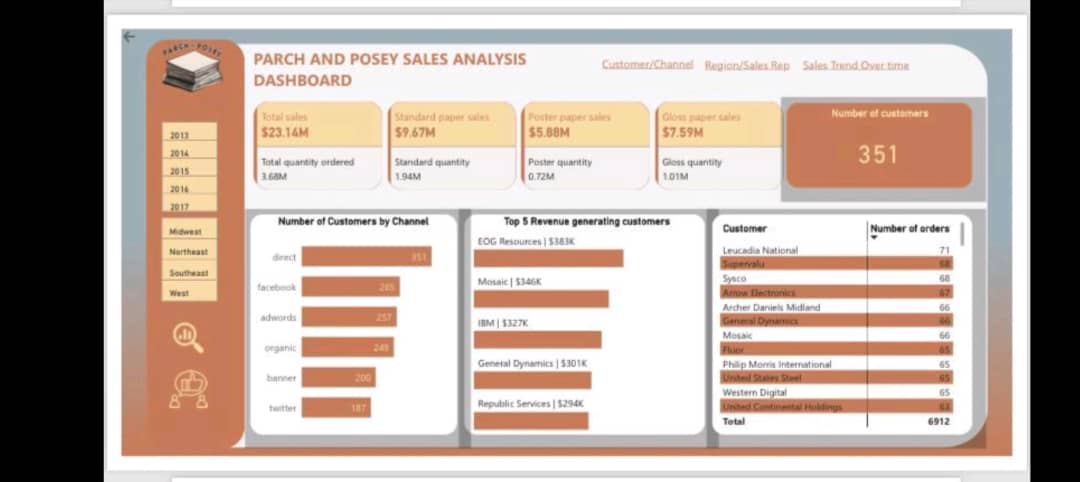 PARCH - POSEY
PARCH AND POSEY SALES ANALYSIS
DASHBOARD
Customer/Channel Region/Sales Rep Sales Trend Over time
2013
2014
2015
2016
2017
Midwest
Northeast
Southeast
West
Total sales
$23.14M
Total quantity ordered
3.68M
Standard paper sales
$9.67M
Standard quantity
1.94M
Poster paper sales
$5.88M
Poster quantity
0.72M
Gloss paper sales
$7.59M
Gloss quantity
1.01M
Number of customers
351
Number of Customers by Channel
direct 351
facebook 265
adwords 257
organic 249
banner 200
twitter 187
Top 5 Revenue generating customers
EOG Resources | $383K
Mosaic | $346K
IBM | $327K
General Dynamics | $301K
Republic Services | $294K
Customer Number of orders
Leucadia National 71
Supervalu 68
Sysco 68
Arrow Electronics 67
Archer Daniels Midland 66
General Dynamics 66
Mosaic 66
Fluor 65
Philip Morris International 65
United States Steel 65
Western Digital 65
United Continental Holdings 63
Total 6912